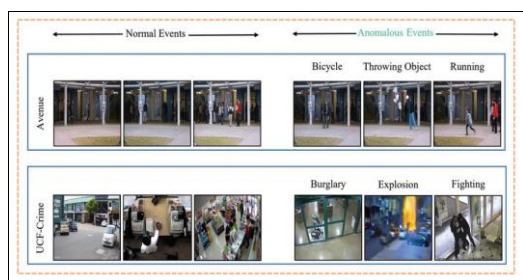 Normal Events
Anomalous Events
Avenue
Bicycle
Throwing Object
Running
UCF-Crime
Burglary
Explosion
Fighting